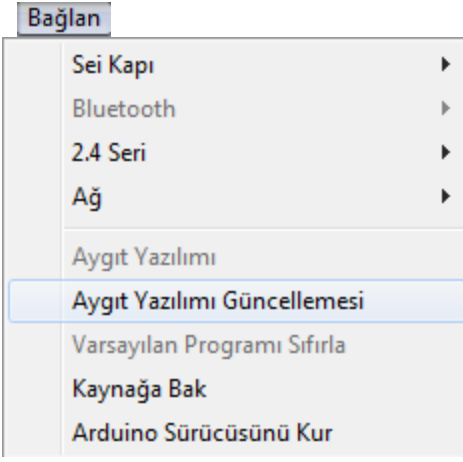 Bağlan
Sei Kapı
Bluetooth
2.4 Seri
Ağ
Aygıt Yazılımı
Aygıt Yazılımı Güncellemesi
Varsayılan Programı Sıfırla
Kaynağa Bak
Arduino Sürücüsünü Kur